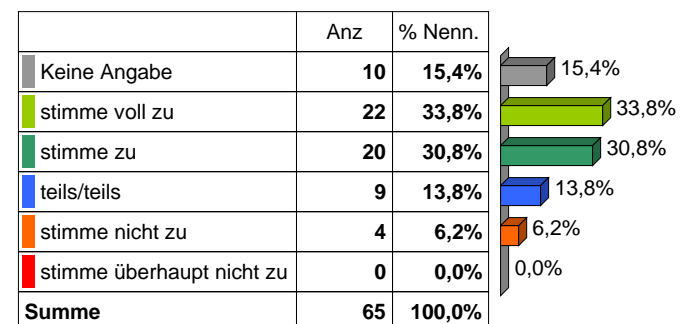 Anz % Nenn.
Keine Angabe 10 15,4% 15,4%
stimme voll zu 22 33,8% 33,8%
stimme zu 20 30,8% 30,8%
teils/teils 9 13,8% 13,8%
stimme nicht zu 4 6,2% 6,2%
stimme überhaupt nicht zu 0 0,0% 0,0%
Summe 65 100,0%